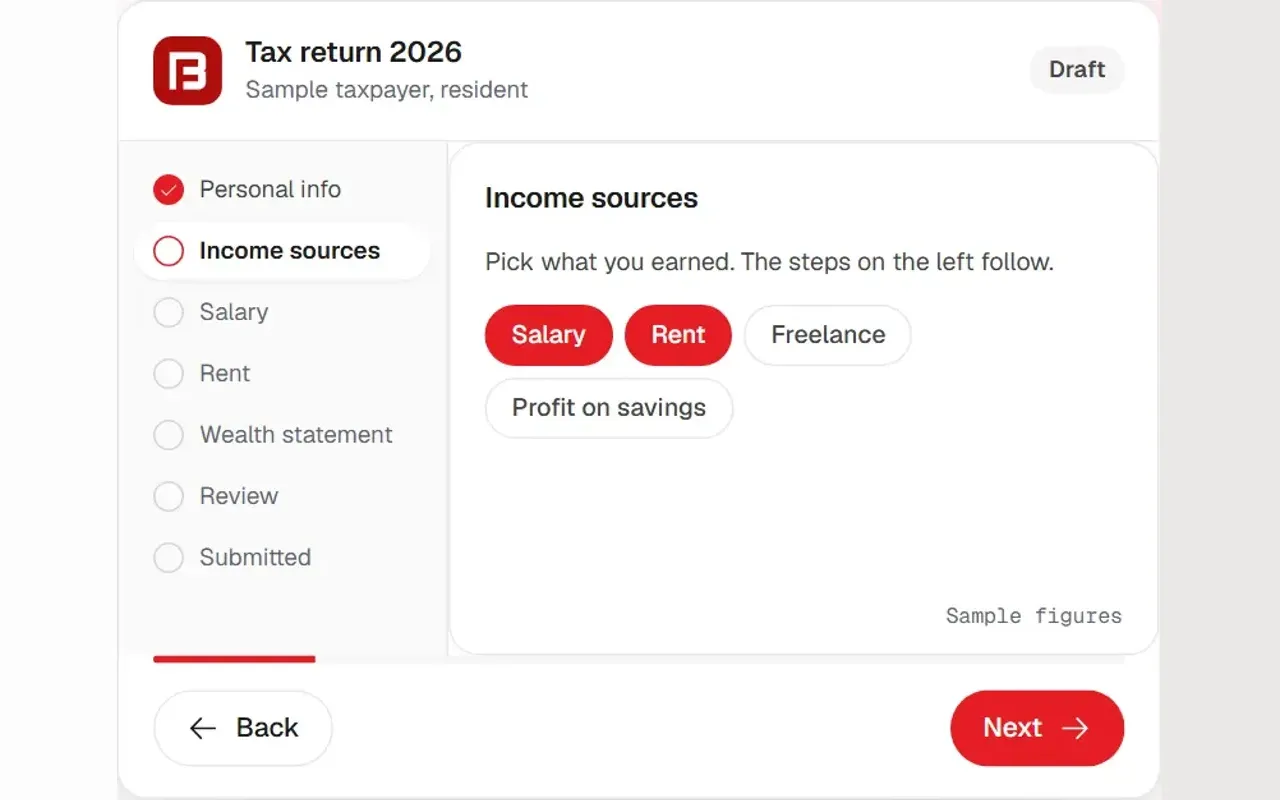 Tax return 2026
Sample taxpayer, resident
Draft
Personal info
Income sources
Salary
Rent
Wealth statement
Review
Submitted
Income sources
Pick what you earned. The steps on the left follow.
Salary Rent Freelance
Profit on savings
Sample figures
Back
Next